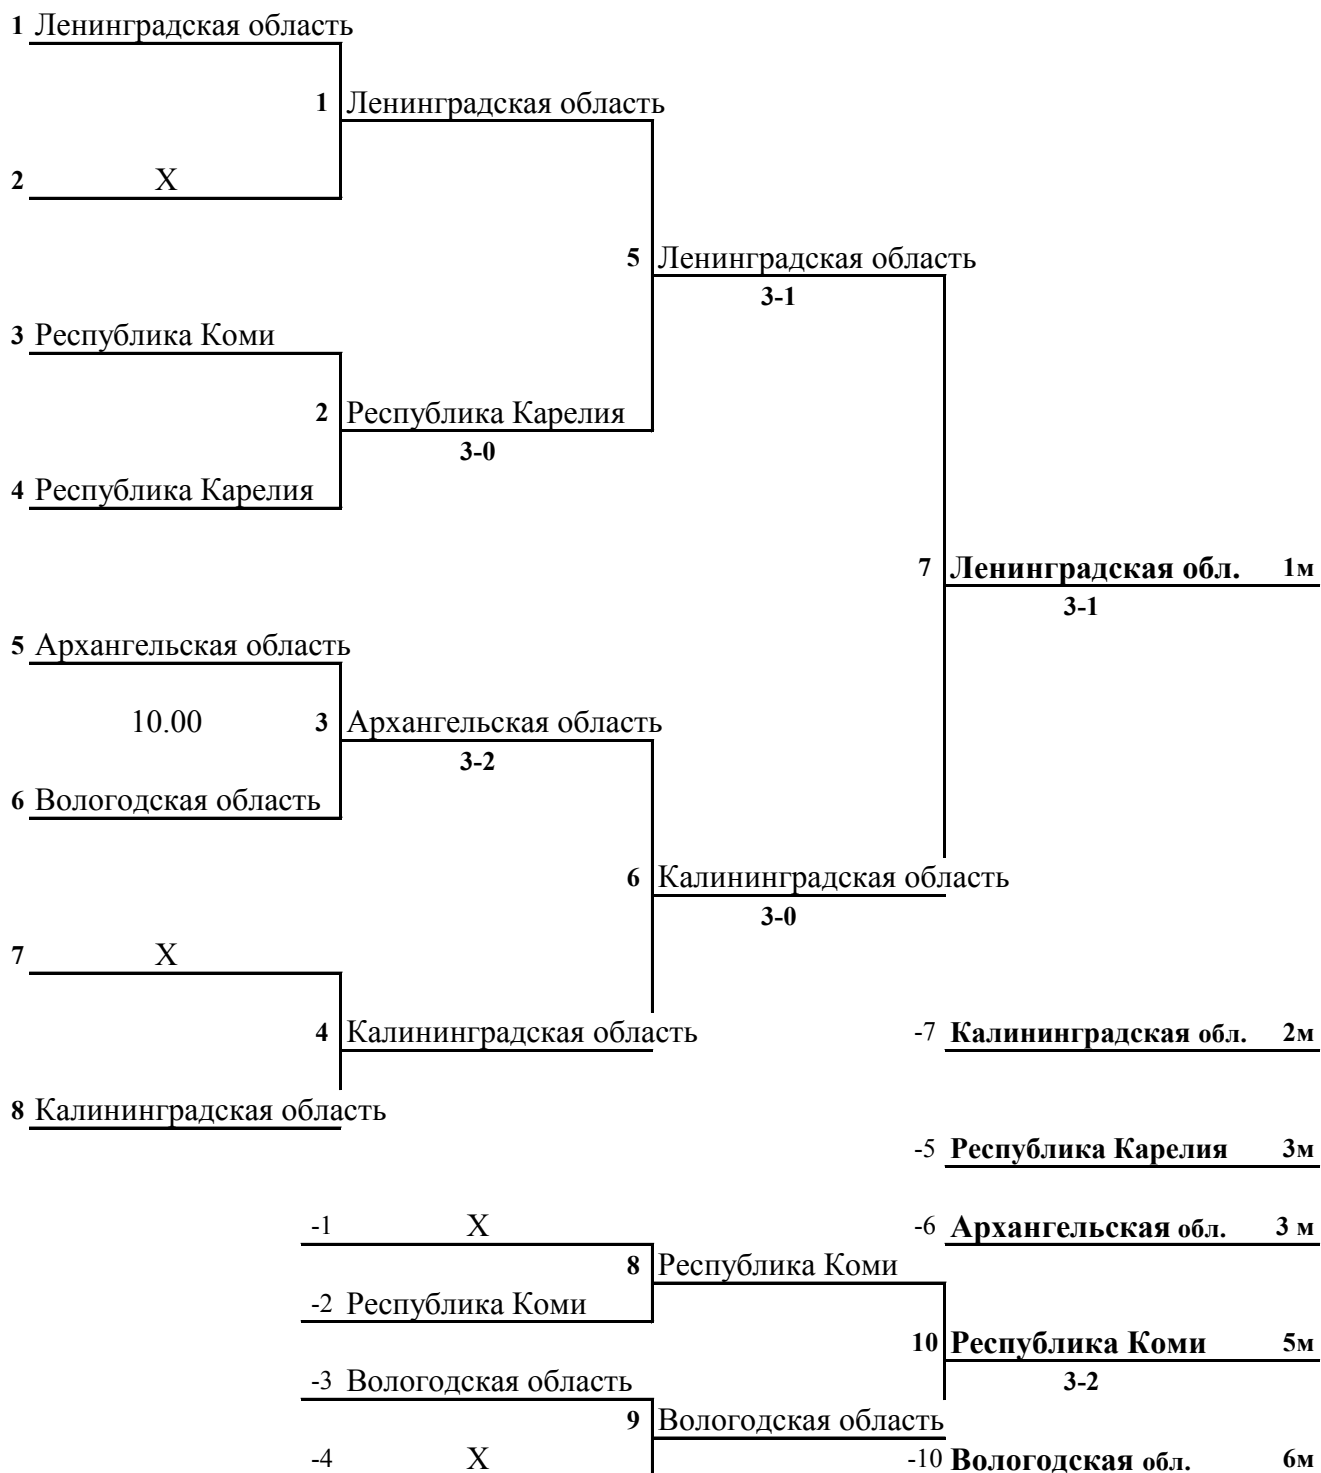 1 Ленинградская область
1 Ленинградская область
2 X
5 Ленинградская область
3-1
3 Республика Коми
2 Республика Карелия
3-0
4 Республика Карелия
7 Ленинградская обл. 1м
3-1
5 Архангельская область
10.00 3 Архангельская область
3-2
6 Вологодская область
6 Калининградская область
3-0
7 X
4 Калининградская область -7 Калининградская обл. 2м
8 Калининградская область
-5 Республика Карелия 3м
-1 X -6 Архангельская обл. 3 м
8 Республика Коми
-2 Республика Коми
10 Республика Коми 5м
-3 Вологодская область 3-2
9 Вологодская область
-4 X -10 Вологодская обл. 6м